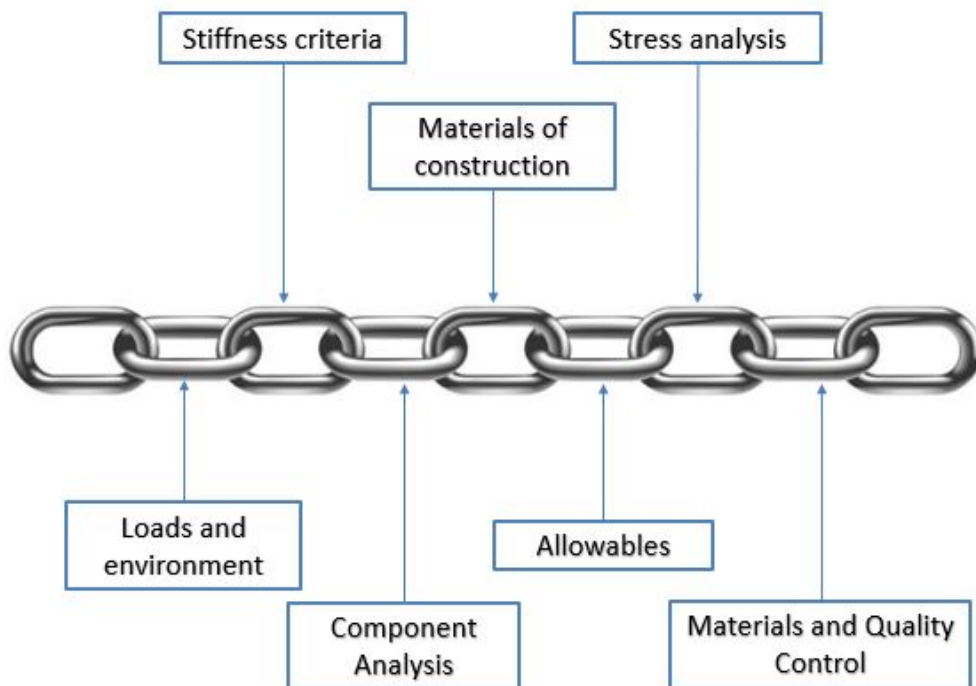 Stiffness criteria
Stress analysis
Materials of
construction
Loads and
environment
Allowables
Component
Analysis
Materials and Quality
Control